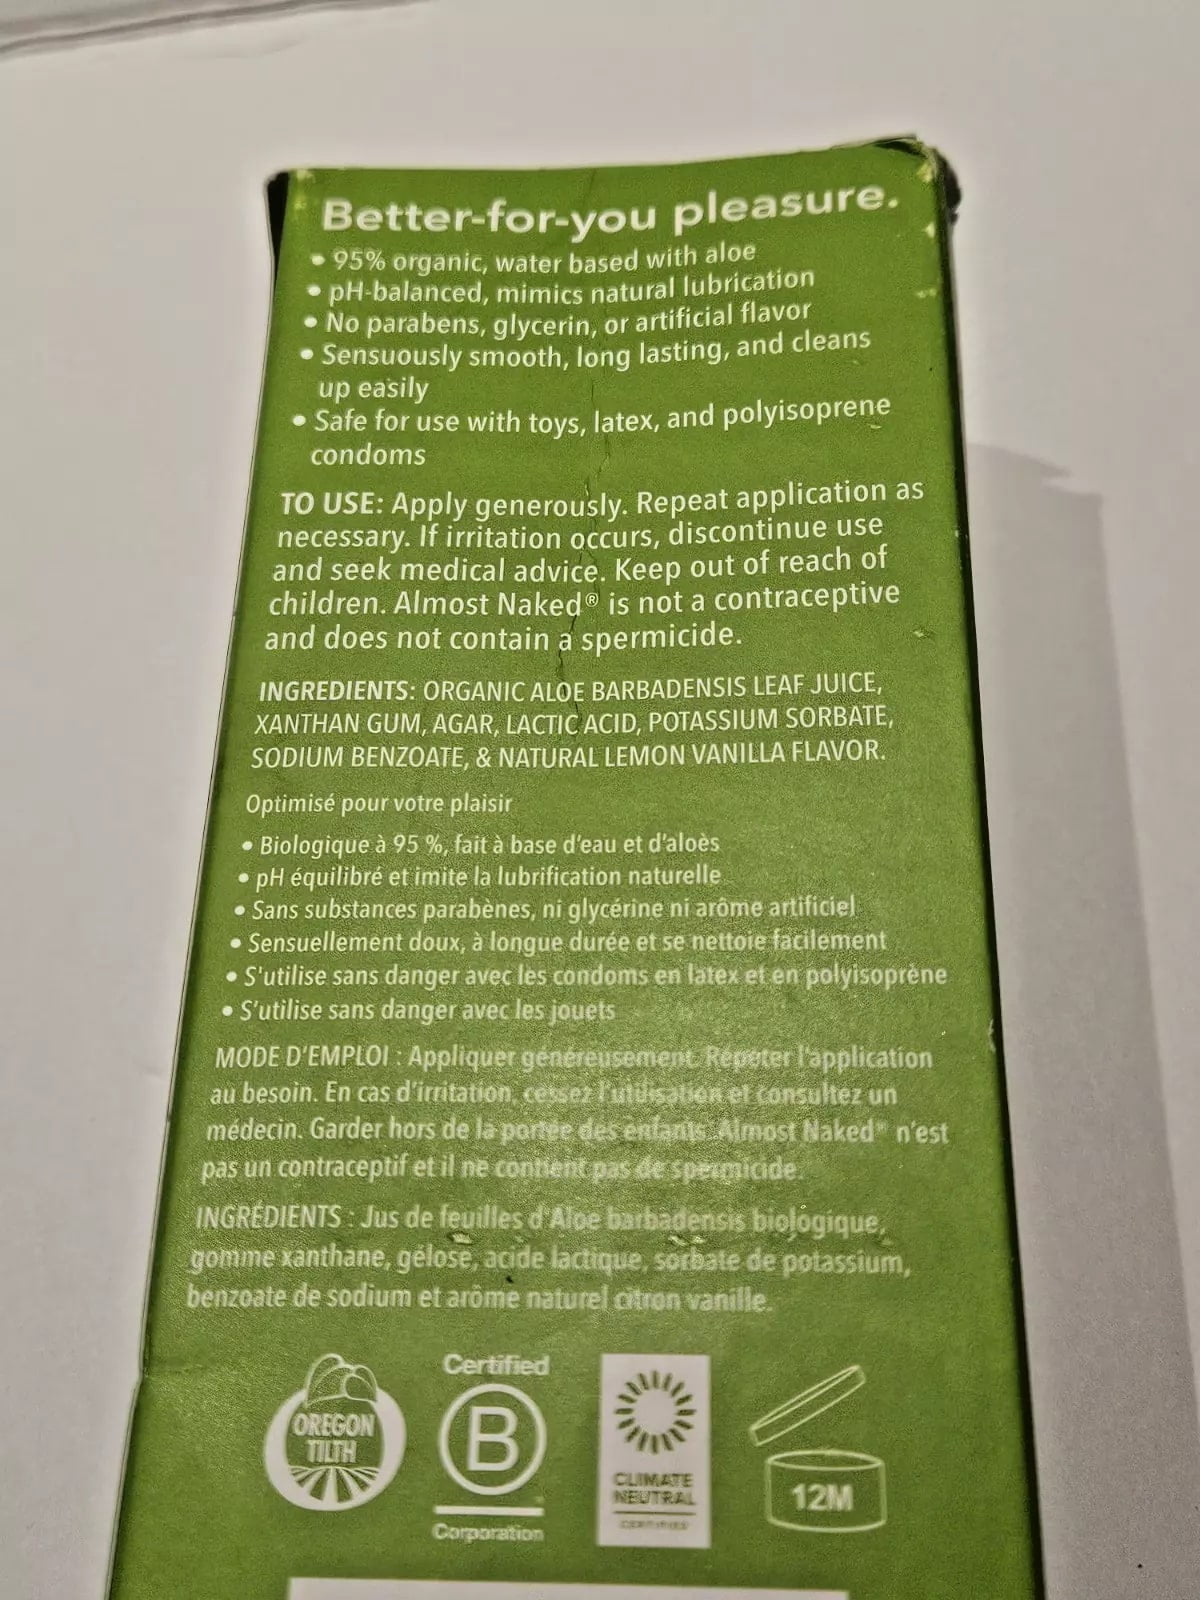 Better-for-you pleasure.
• 95% organic, water based with aloe
• pH-balanced, mimics natural lubrication
• No parabens, glycerin, or artificial flavor
• Sensuously smooth, long lasting, and cleans
up easily
• Safe for use with toys, latex, and polyisoprene
condoms
TO USE: Apply generously. Repeat application as
necessary. If irritation occurs, discontinue use
and seek medical advice. Keep out of reach of
children. Almost Naked® is not a contraceptive
and does not contain a spermicide.
INGREDIENTS: ORGANIC ALOE BARBADENSIS LEAF JUICE,
XANTHAN GUM, AGAR, LACTIC ACID, POTASSIUM SORBATE,
SODIUM BENZOATE, & NATURAL LEMON VANILLA FLAVOR.
Optimisé pour votre plaisir
• Biologique à 95 %, fait à base d'eau et d'aloès
• pH équilibré et imite la lubrification naturelle
• Sans substances parabènes, ni glycérine ni arôme artificiel
• Sensuellement doux, à longue durée et se nettoie facilement
• S'utilise sans danger avec les condoms en latex et en polyisoprène
• S'utilise sans danger avec les jouets
MODE D'EMPLOI : Appliquer généreusement. Répéter l'application
au besoin. En cas d'irritation, cessez l'utilisation et consultez un
médecin. Garder hors de la portée des enfants. Almost Naked® n'est
pas un contraceptif et il ne contient pas de spermicide.
INGRÉDIENTS : Jus de feuilles d'Aloe barbadensis biologique,
gomme xanthane, gélose, acide lactique, sorbate de potassium,
benzoate de sodium et arôme naturel citron vanille.
OREGON
TILTH
Certified
B
Corporation
CLIMATE
NEUTRAL
CERTIFIED
12M